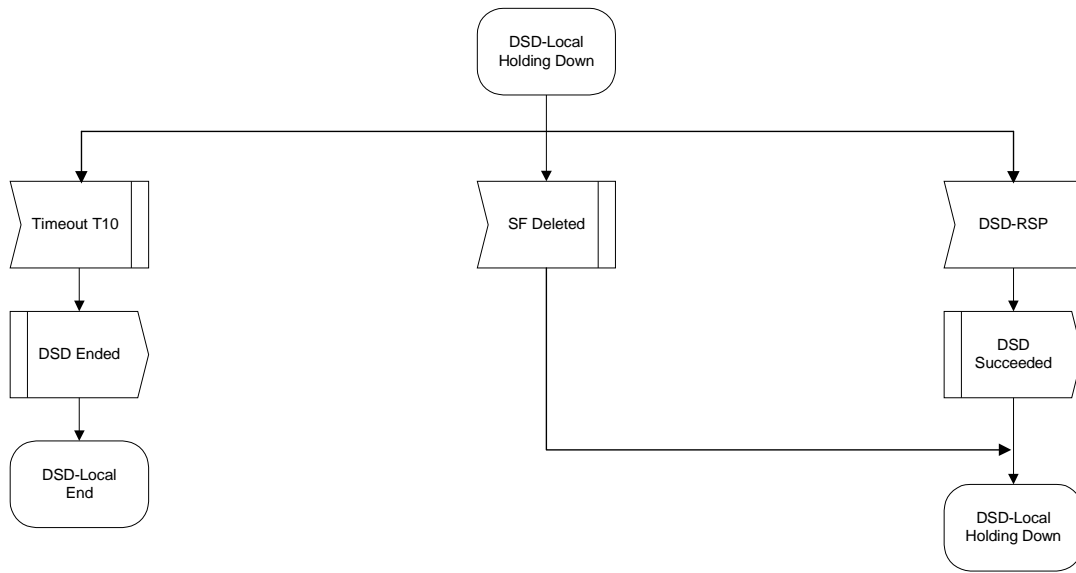 DSD-Local
Holding Down
Timeout T10
SF Deleted
DSD-RSP
DSD Ended
DSD
Succeeded
DSD-Local
End
DSD-Local
Holding Down